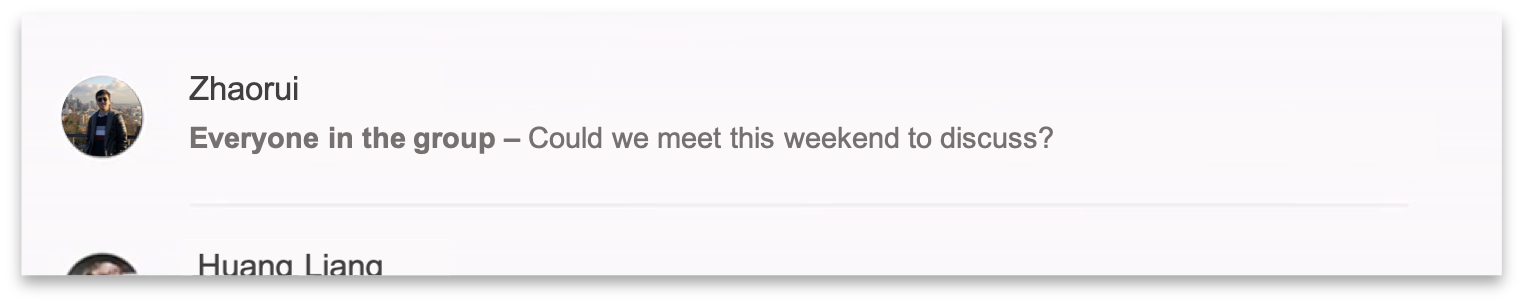 Zhaorui
Everyone in the group – Could we meet this weekend to discuss?
Huang Liang